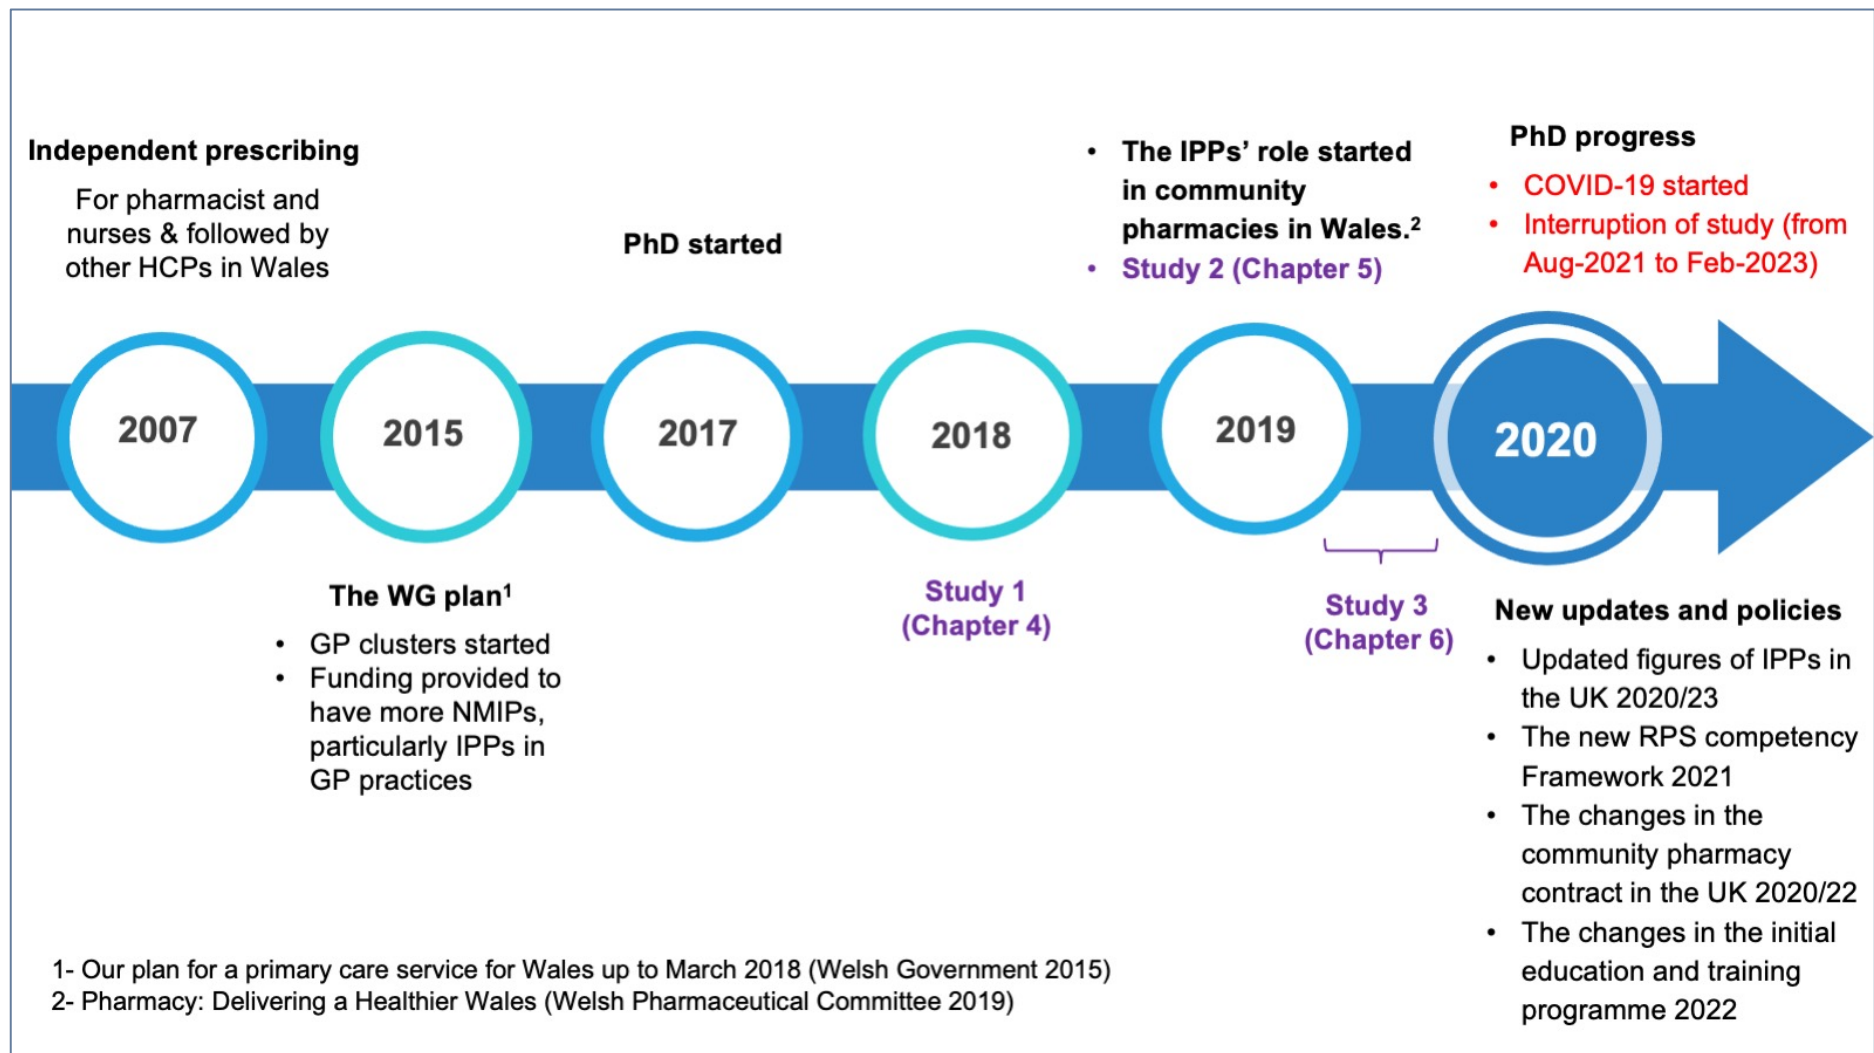 Independent prescribing
For pharmacist and
nurses & followed by
other HCPs in Wales
PhD started
• The IPPs’ role started
in community
pharmacies in Wales.²
• Study 2 (Chapter 5)
PhD progress
• COVID-19 started
• Interruption of study (from
Aug-2021 to Feb-2023)
2007
2015
2017
2018
2019
2020
The WG plan¹
• GP clusters started
• Funding provided to
have more NMIPs,
particularly IPPs in
GP practices
Study 1
(Chapter 4)
Study 3
(Chapter 6)
New updates and policies
• Updated figures of IPPs in
the UK 2020/23
• The new RPS competency
Framework 2021
• The changes in the
community pharmacy
contract in the UK 2020/22
• The changes in the initial
education and training
programme 2022
1- Our plan for a primary care service for Wales up to March 2018 (Welsh Government 2015)
2- Pharmacy: Delivering a Healthier Wales (Welsh Pharmaceutical Committee 2019)